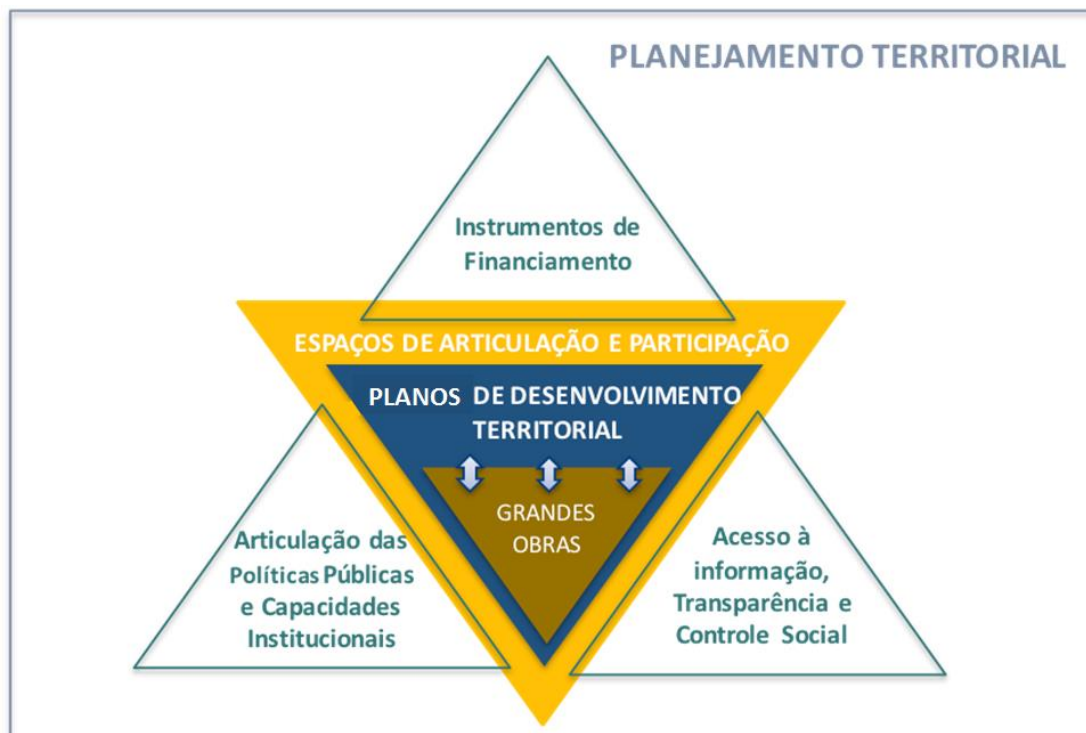 PLANEJAMENTO TERRITORIAL
Instrumentos de
Financiamento
ESPAÇOS DE ARTICULAÇÃO E PARTICIPAÇÃO
PLANOS DE DESENVOLVIMENTO
TERRITORIAL
GRANDES
OBRAS
Articulação das
Políticas Públicas
e Capacidades
Institucionais
Acesso à
informação,
Transparência e
Controle Social